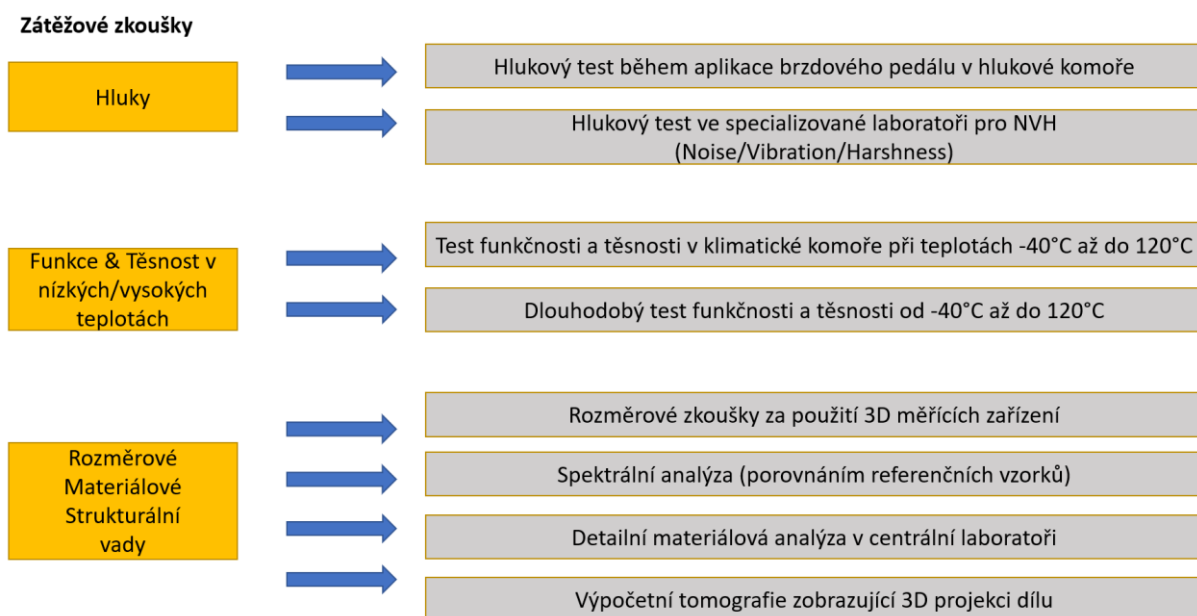 Zátěžové zkoušky
Hluky
Hlukový test během aplikace brzdového pedálu v hlukové komoře
Hlukový test ve specializované laboratoři pro NVH
(Noise/Vibration/Harshness)
Funkce & Těsnost v
nízkých/vysokých
teplotách
Test funkčnosti a těsnosti v klimatické komoře při teplotách -40°C až do 120°C
Dlouhodobý test funkčnosti a těsnosti od -40°C až do 120°C
Rozměrové
Materiálové
Strukturální
vady
Rozměrové zkoušky za použití 3D měřících zařízení
Spektrální analýza (porovnáním referenčních vzorků)
Detailní materiálová analýza v centrální laboratoři
Výpočetní tomografie zobrazující 3D projekci dílu